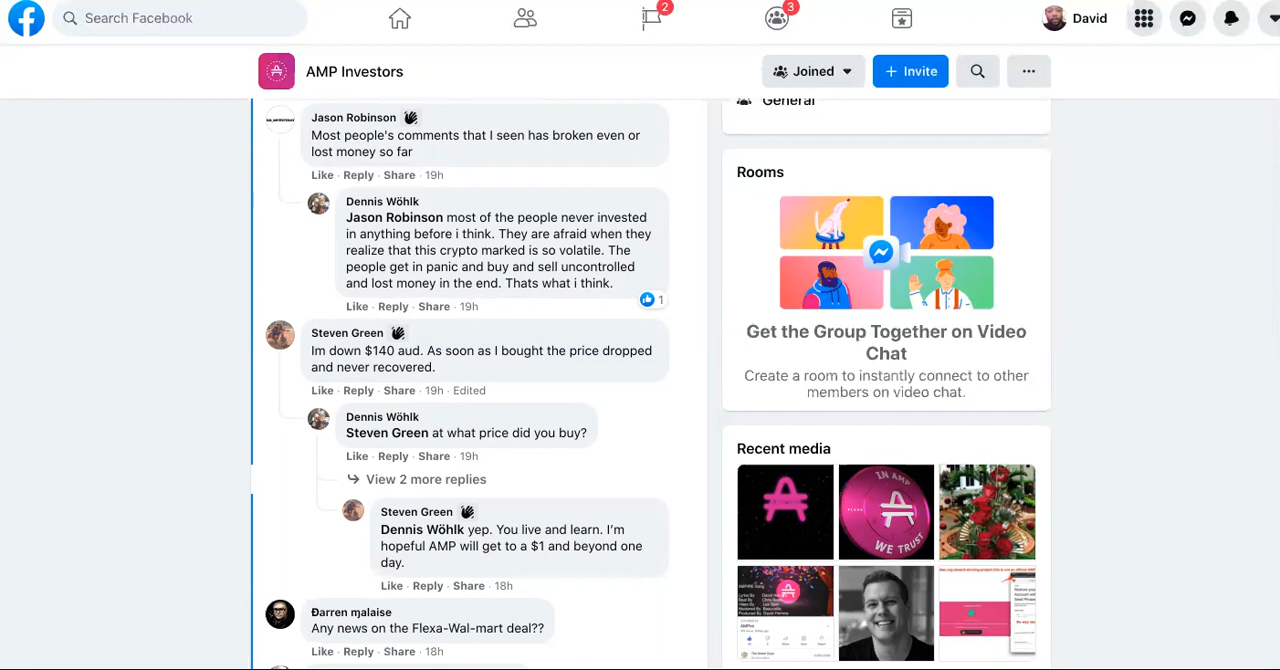 Search Facebook
2
3
David
AMP Investors
Joined
+ Invite
General
Jason Robinson
Most people's comments that I seen has broken even or
lost money so far
Like · Reply · Share · 19h
Dennis Wöhlk
Jason Robinson most of the people never invested
in anything before i think. They are afraid when they
realize that this crypto marked is so volatile. The
people get in panic and buy and sell uncontrolled
and lost money in the end. Thats what i think.
1
Like · Reply · Share · 19h
Steven Green
Im down $140 aud. As soon as I bought the price dropped
and never recovered.
Like · Reply · Share · 19h · Edited
Dennis Wöhlk
Steven Green at what price did you buy?
Like · Reply · Share · 19h
View 2 more replies
Steven Green
Dennis Wöhlk yep. You live and learn. I'm
hopeful AMP will get to a $1 and beyond one
day.
Like · Reply · Share · 18h
Darren malaise
Any news on the Flexa-Wal-mart deal??
Like · Reply · Share · 18h
Rooms
Get the Group Together on Video
Chat
Create a room to instantly connect to other
members on video chat.
Recent media
IN AMP
WE TRUST